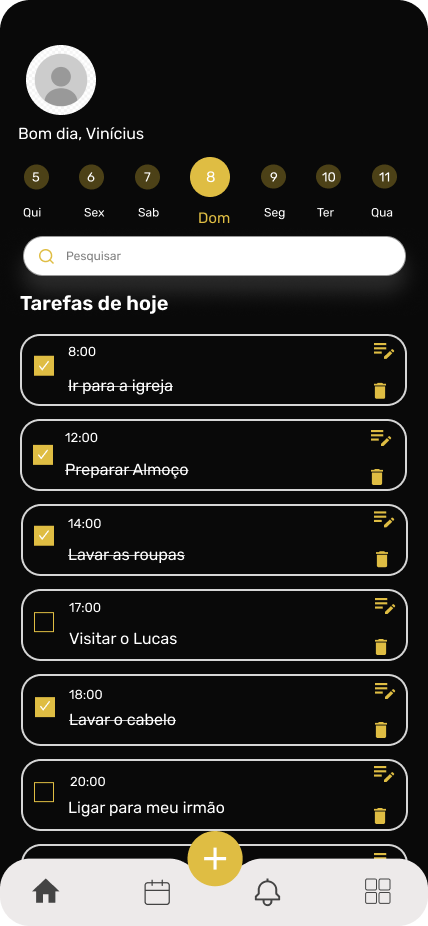 Bom dia, Vinícius
5 6 7 8 9 10 11
Qui Sex Sab Dom Seg Ter Qua
Pesquisar
Tarefas de hoje
8:00
Ir para a igreja
12:00
Preparar Almoço
14:00
Lavar as roupas
17:00
Visitar o Lucas
18:00
Lavar o cabelo
20:00
Ligar para meu irmão